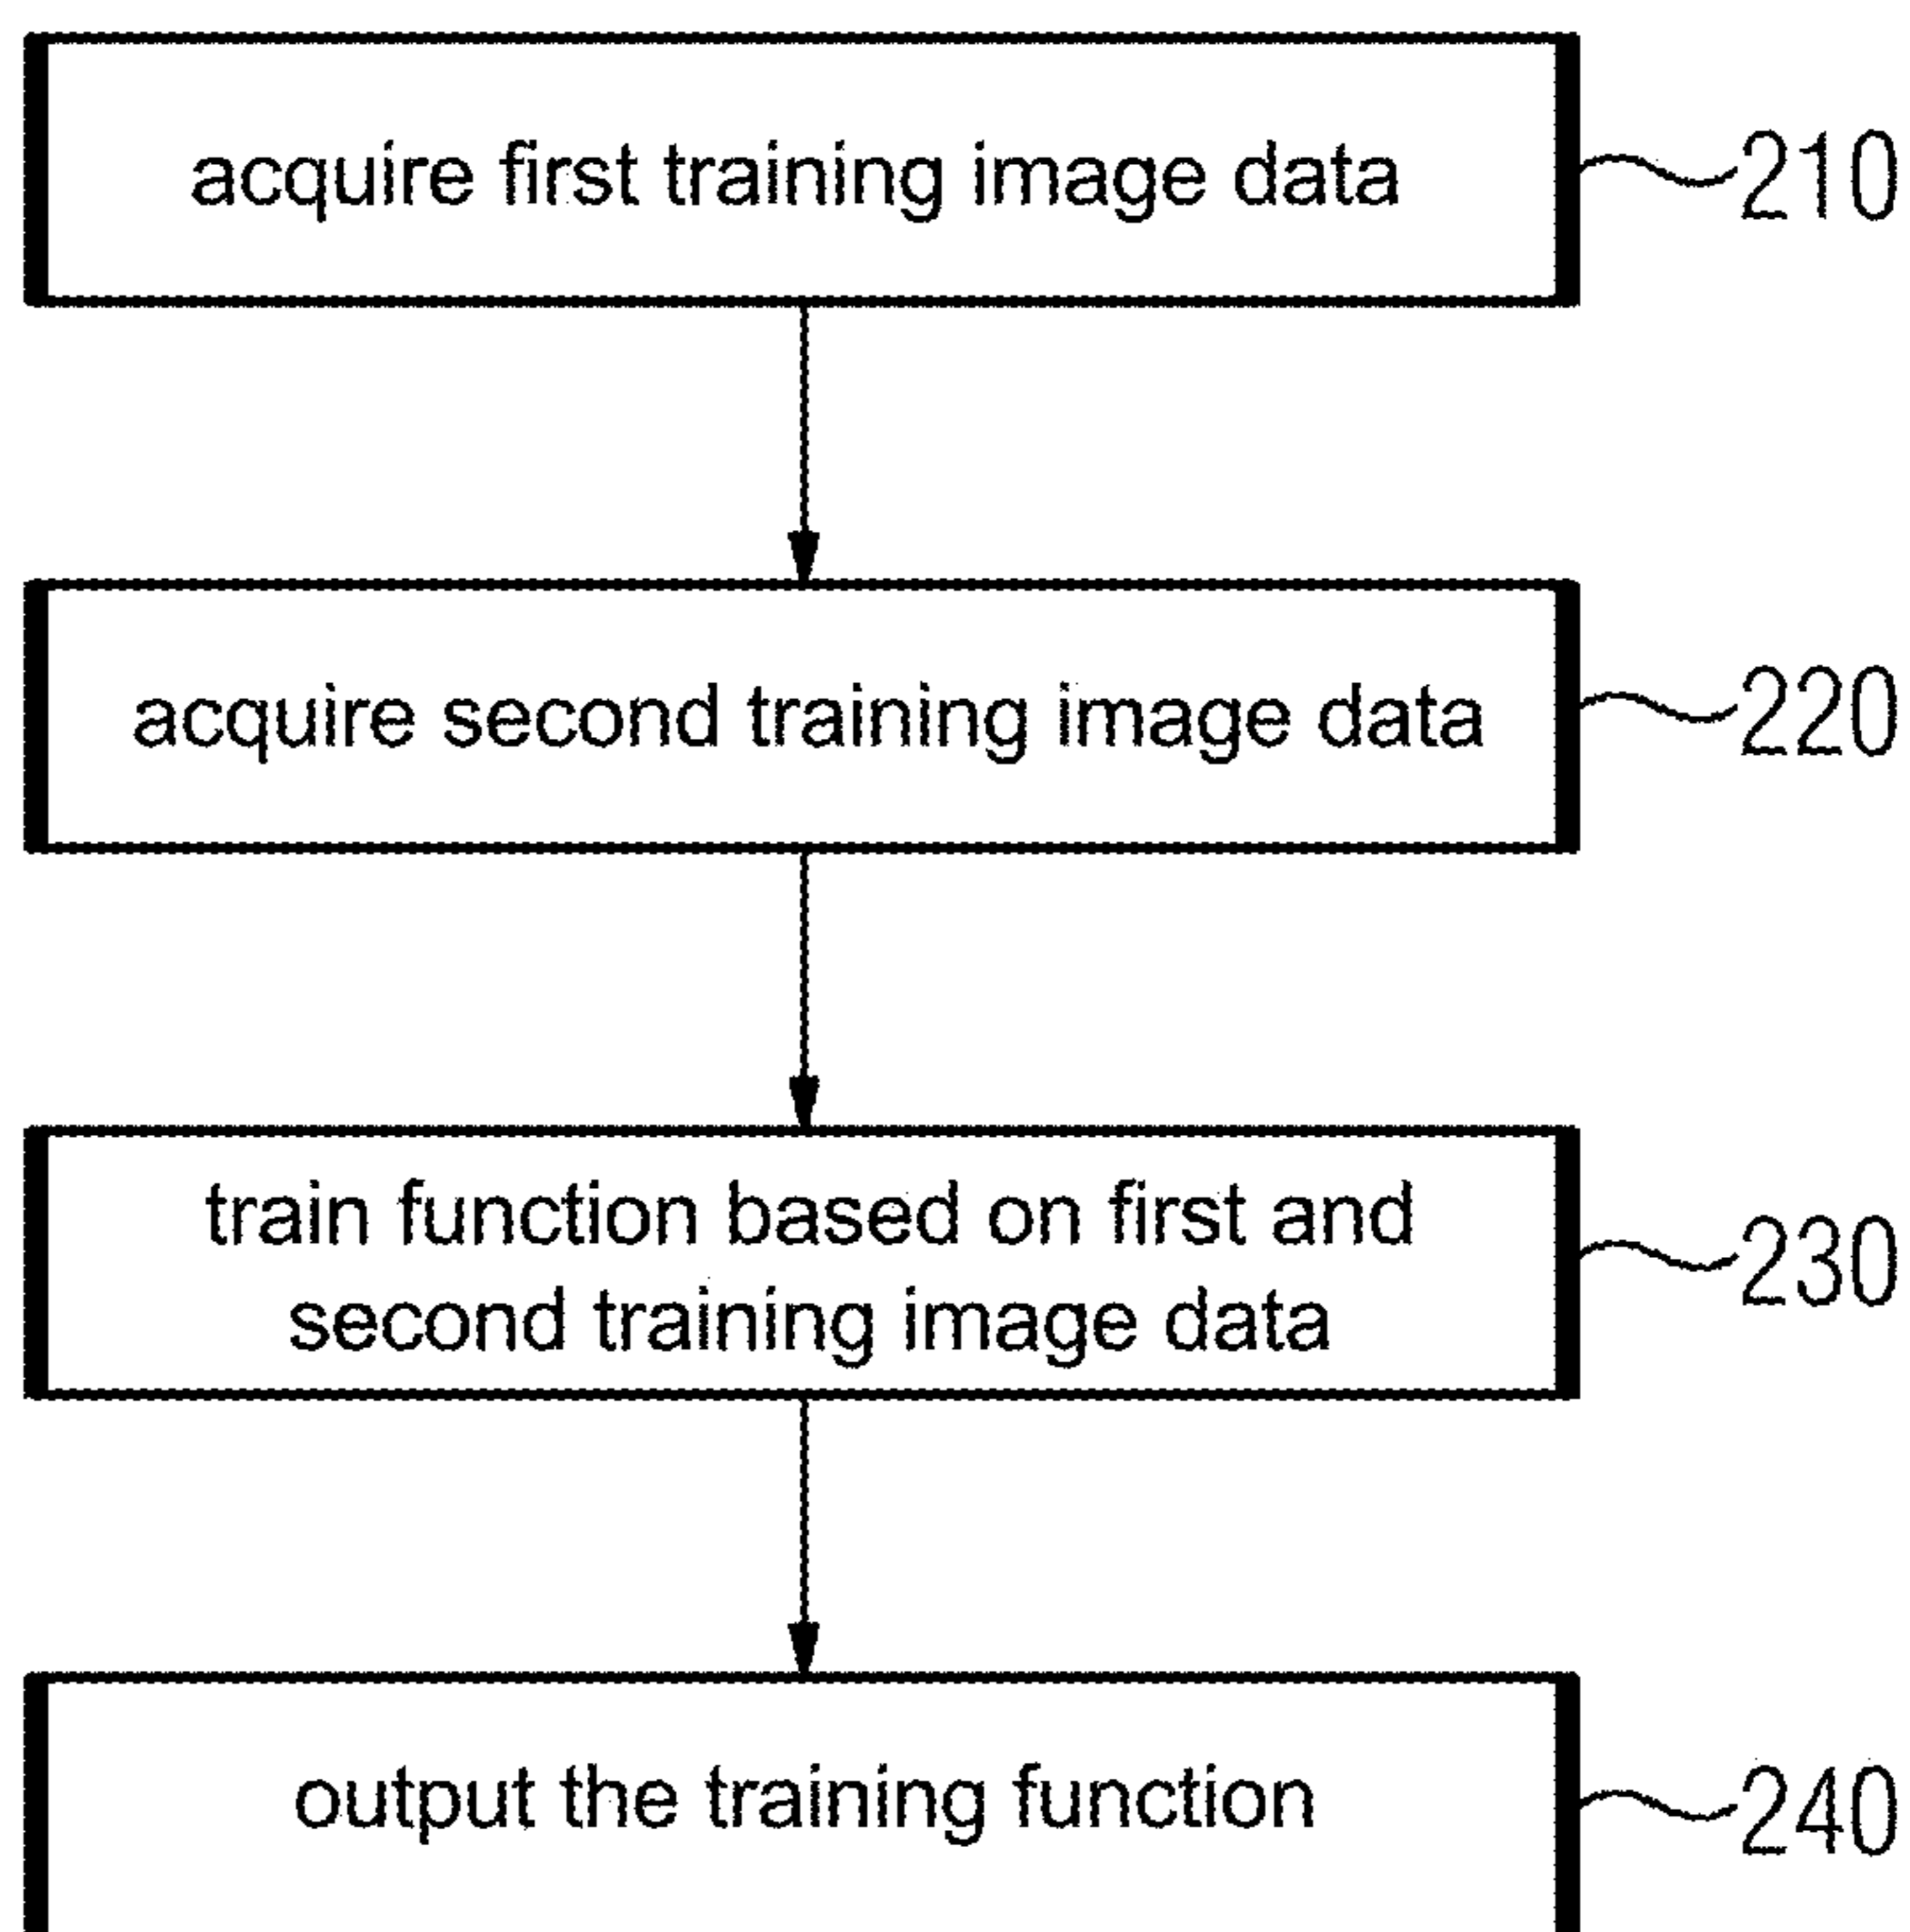 acquire first training image data
210
acquire second training image data
220
train function based on first and
second training image data
230
output the training function
240